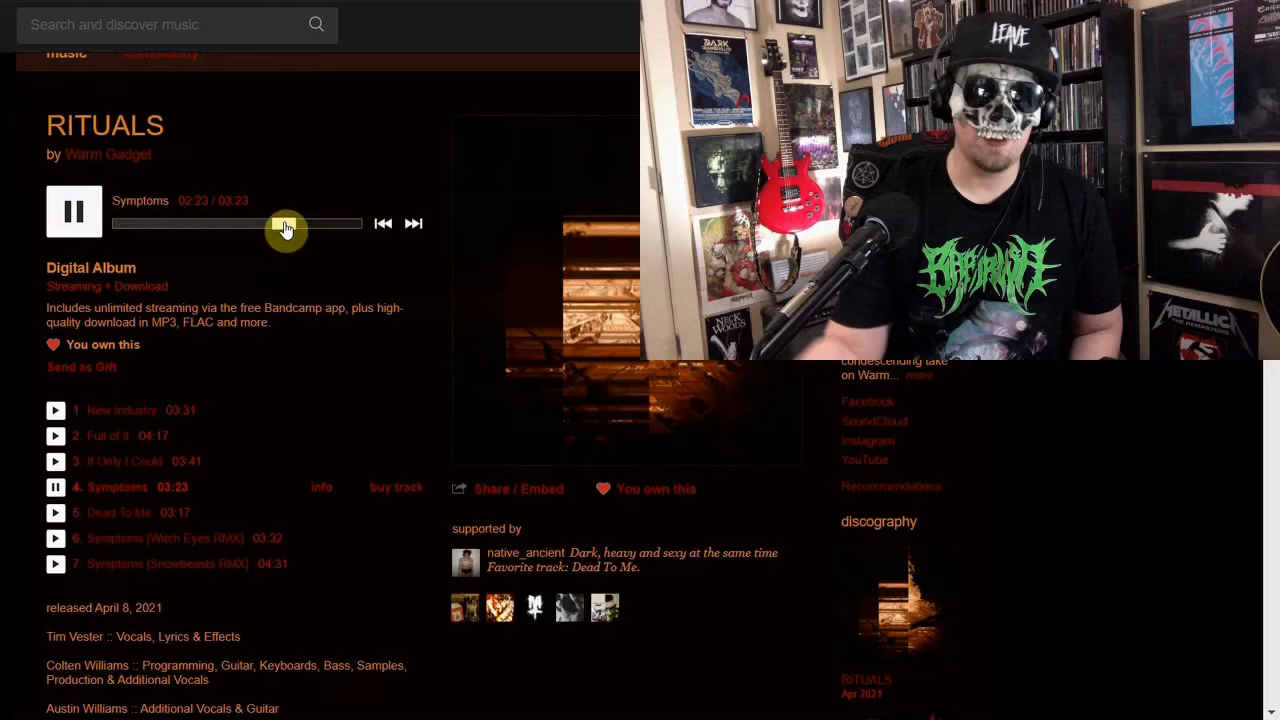 Search and discover music
music community
RITUALS
by Warm Gadget
Symptoms 02:23 / 03:23
Digital Album
Streaming + Download
Includes unlimited streaming via the free Bandcamp app, plus high-
quality download in MP3, FLAC and more.
You own this
Send as Gift
1. New Industry 03:31
2. Full of It 04:17
3. If Only I Could 03:41
4. Symptoms 03:23 info buy track
5. Dead To Me 03:17
6. Symptoms [Witch Eyes RMX] 03:32
7. Symptoms [Snowbeasts RMX] 04:31
released April 8, 2021
Tim Vester :: Vocals, Lyrics & Effects
Colten Williams :: Programming, Guitar, Keyboards, Bass, Samples,
Production & Additional Vocals
Austin Williams :: Additional Vocals & Guitar
Share / Embed You own this
supported by
native_ancient Dark, heavy and sexy at the same time
Favorite track: Dead To Me.
LEAVE
DARK
NECK
WOODS
METALLICA
THE REMASTERS
condescending take
on Warm... more
Facebook
SoundCloud
Instagram
YouTube
Recommendations
discography
RITUALS
Apr 2021